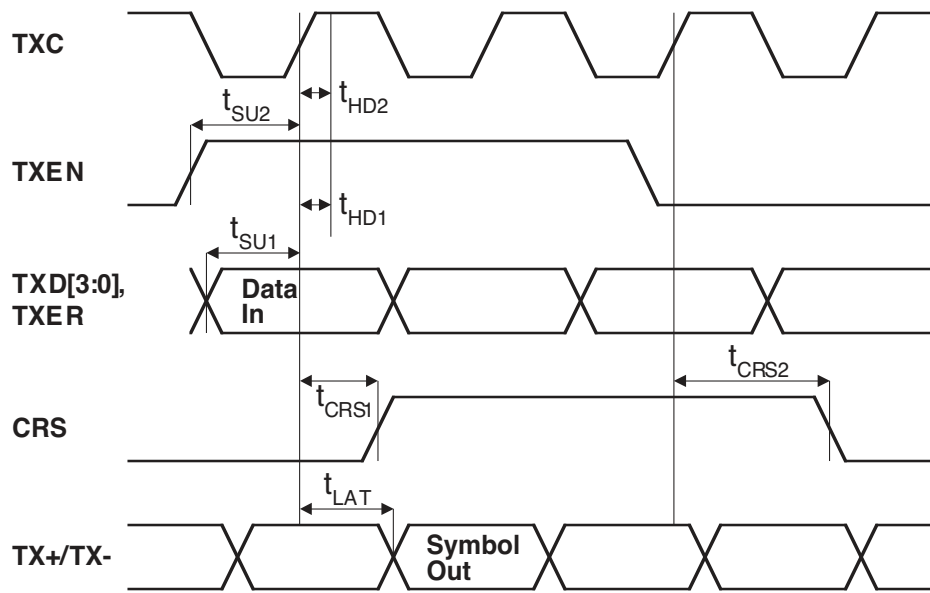 TXC
tSU2
tHD2
TXEN
tHD1
tSU1
TXD[3:0],
TXER
Data
In
tCRS2
tCRS1
CRS
tLAT
TX+/TX-
Symbol
Out